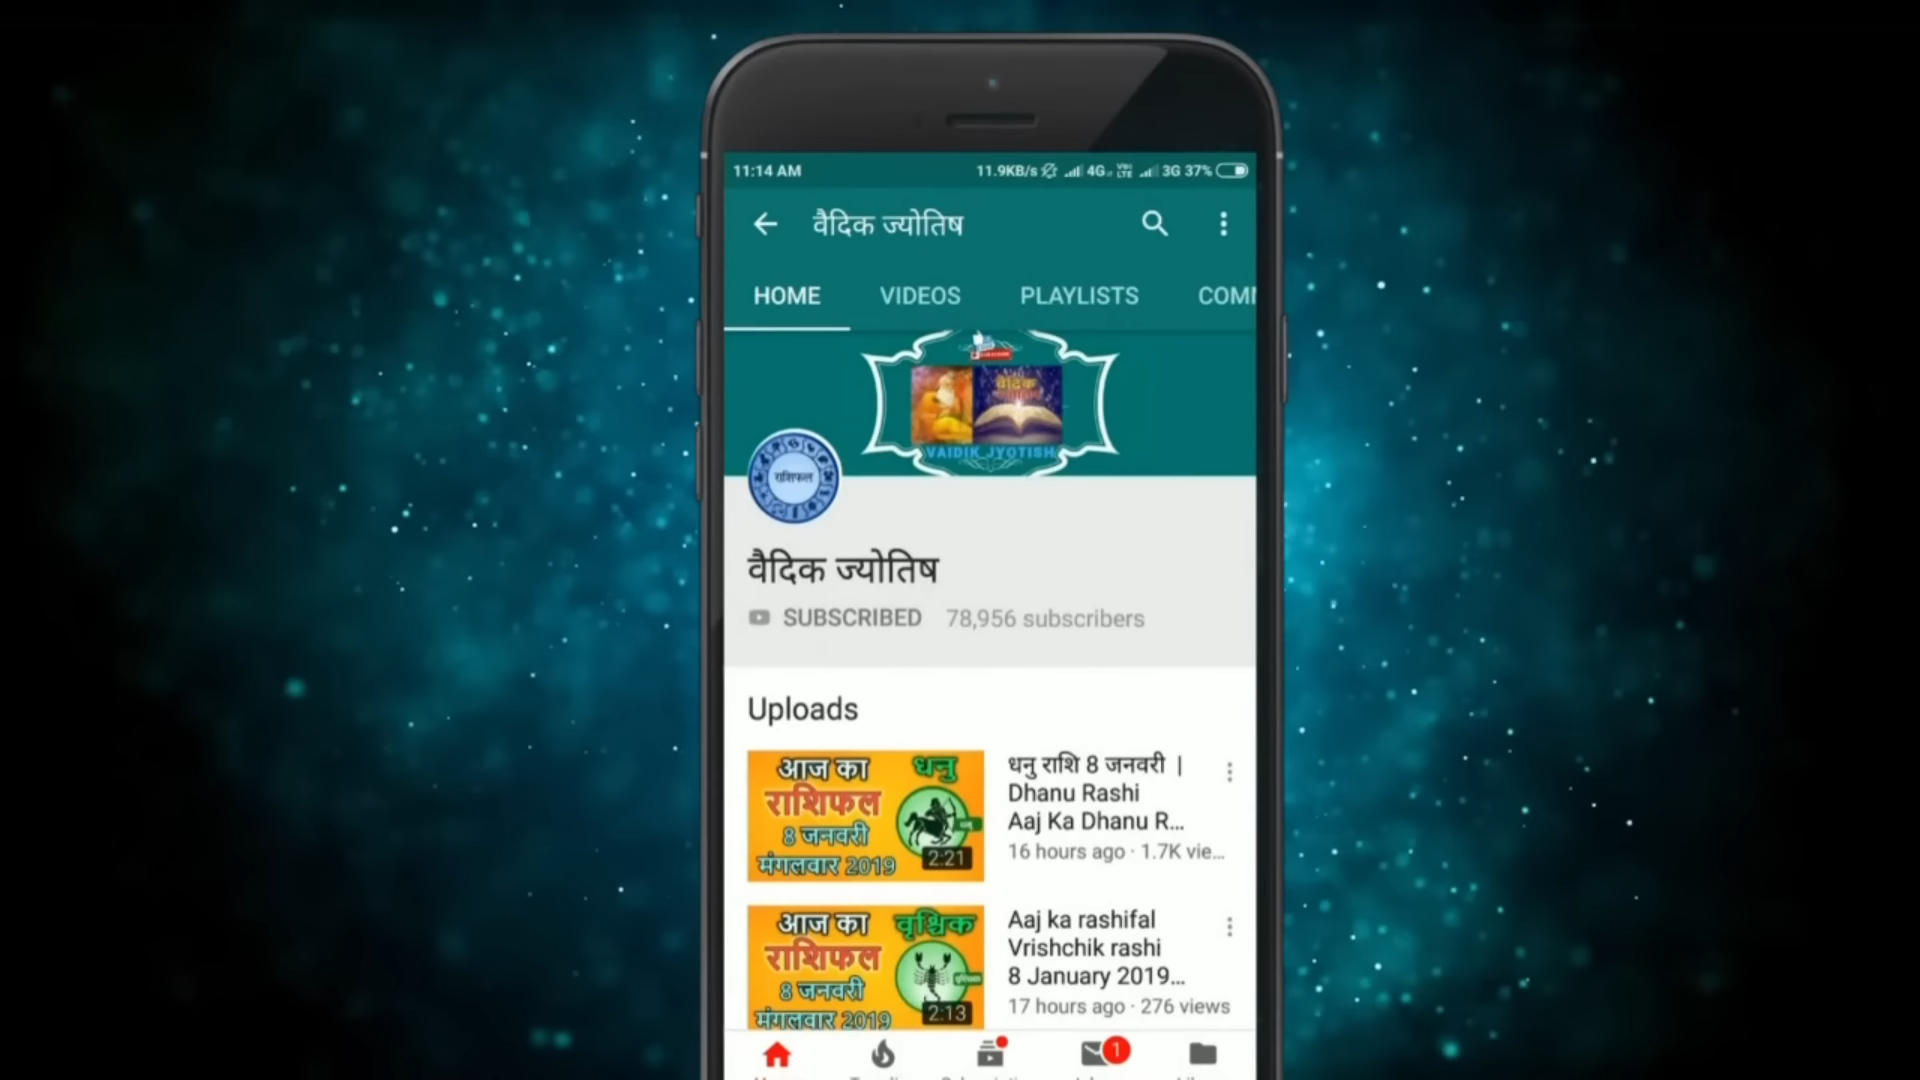 11:14 AM 11.9KB/s 4G 3G 37%
वैदिक ज्योतिष
HOME VIDEOS PLAYLISTS COMM
वैदिक
VAIDIK JYOTISH
राशिफल
वैदिक ज्योतिष
SUBSCRIBED 78,956 subscribers
Uploads
आज का धनु
राशिफल
8 जनवरी
मंगलवार 2019
2:21
धनु राशि 8 जनवरी |
Dhanu Rashi
Aaj Ka Dhanu R...
16 hours ago · 1.7K vie...
आज का वृश्चिक
राशिफल
8 जनवरी
मंगलवार 2019
2:13
Aaj ka rashifal
Vrishchik rashi
8 January 2019...
17 hours ago · 276 views
1